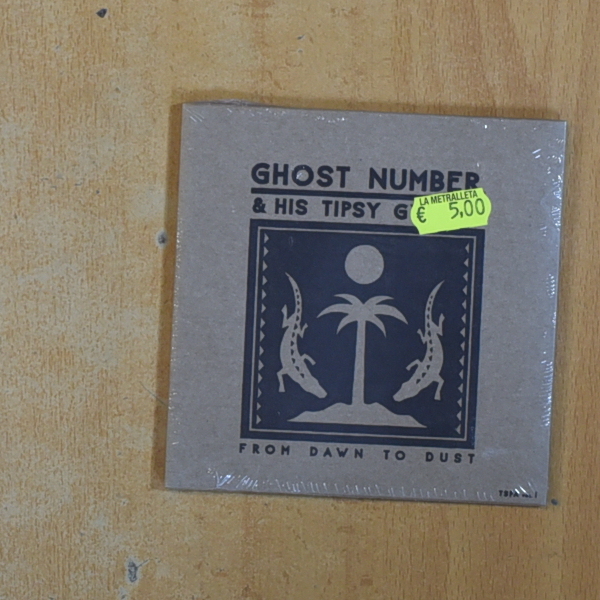 GHOST NUMBER
& HIS TIPSY
LA METRALLETA
€ 5,00
FROM DAWN TO DUST